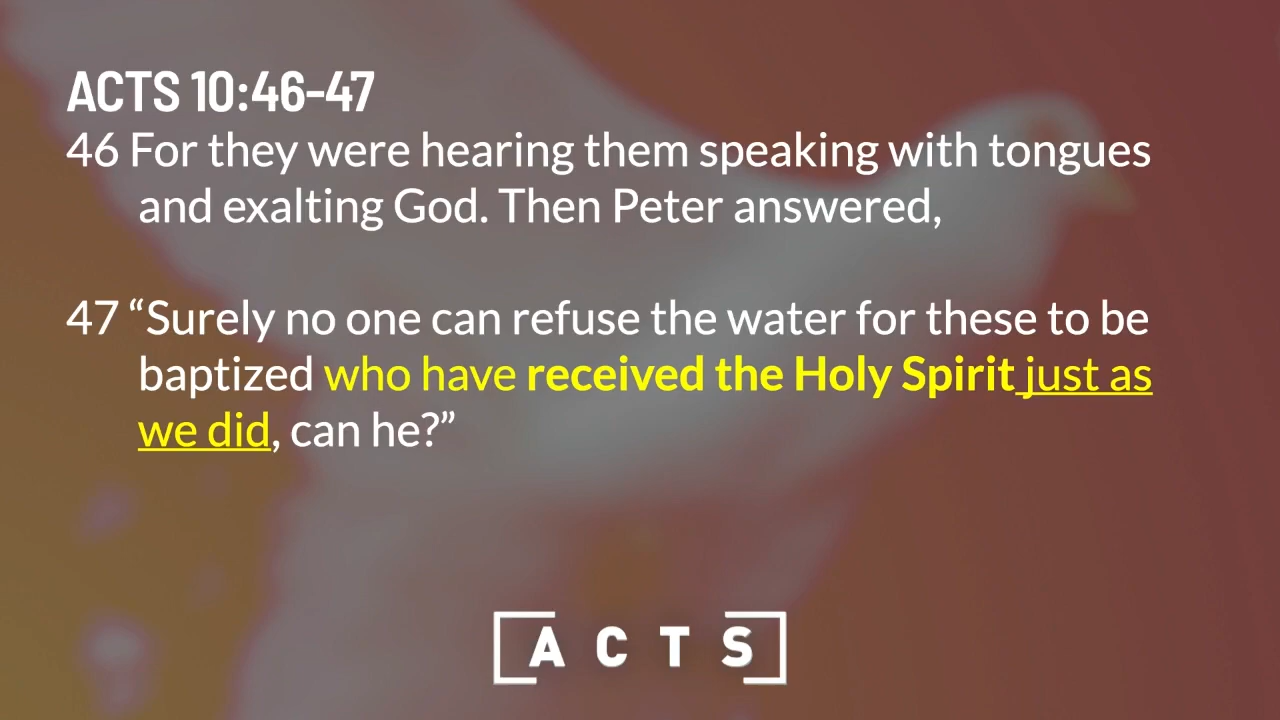 ACTS 10:46-47
46 For they were hearing them speaking with tongues
and exalting God. Then Peter answered,
47 “Surely no one can refuse the water for these to be
baptized who have received the Holy Spirit just as
we did, can he?”
ACTS